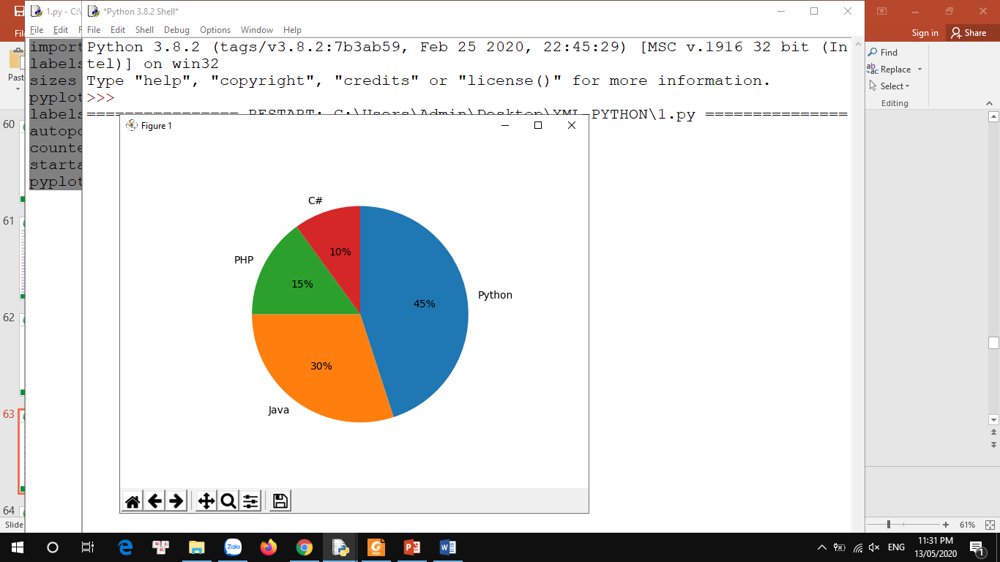 1.py - C:\
File Edit F
import
labels
sizes
pyplot
labels
autopc
counte
starta
pyplot
*Python 3.8.2 Shell*
File Edit Shell Debug Options Window Help
Python 3.8.2 (tags/v3.8.2:7b3ab59, Feb 25 2020, 22:45:29) [MSC v.1916 32 bit (In
tel)] on win32
Type "help", "copyright", "credits" or "license()" for more information.
>>>
================ RESTART: C:\Users\Admin\Desktop\XML-PYTHON\1.py ===============
Figure 1
C#
PHP
10%
15%
45%
Python
30%
Java
Sign in
Share
Find
Replace
Select
Editing
Fil
Past
60
61
62
63
64
Slide
61%
Zalo
PDF
ENG
11:31 PM
13/05/2020
1